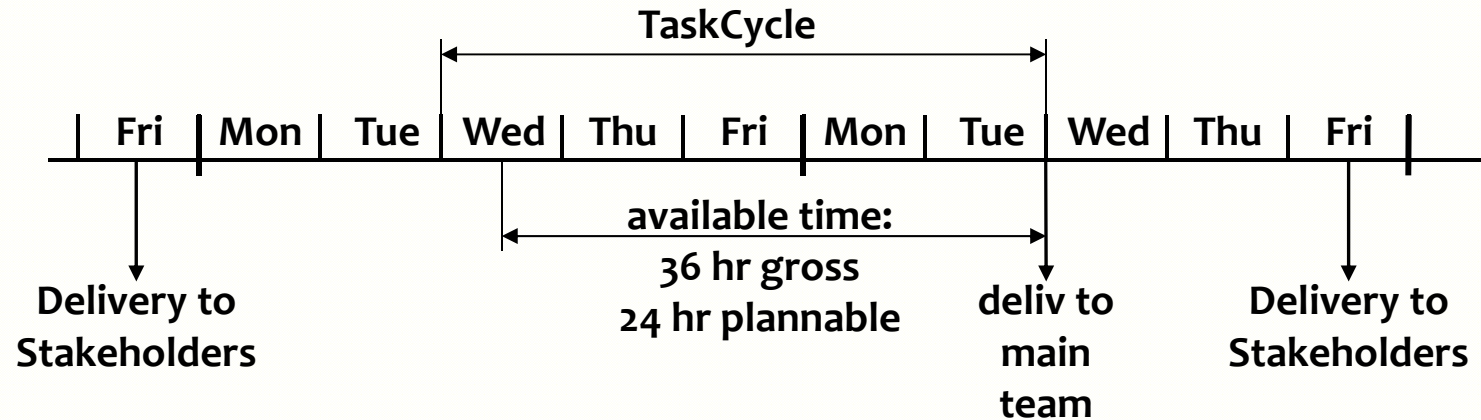 TaskCycle
Fri Mon Tue Wed Thu Fri Mon Tue Wed Thu Fri
available time:
36 hr gross
24 hr plannable
Delivery to
Stakeholders
deliv to
main
team
Delivery to
Stakeholders